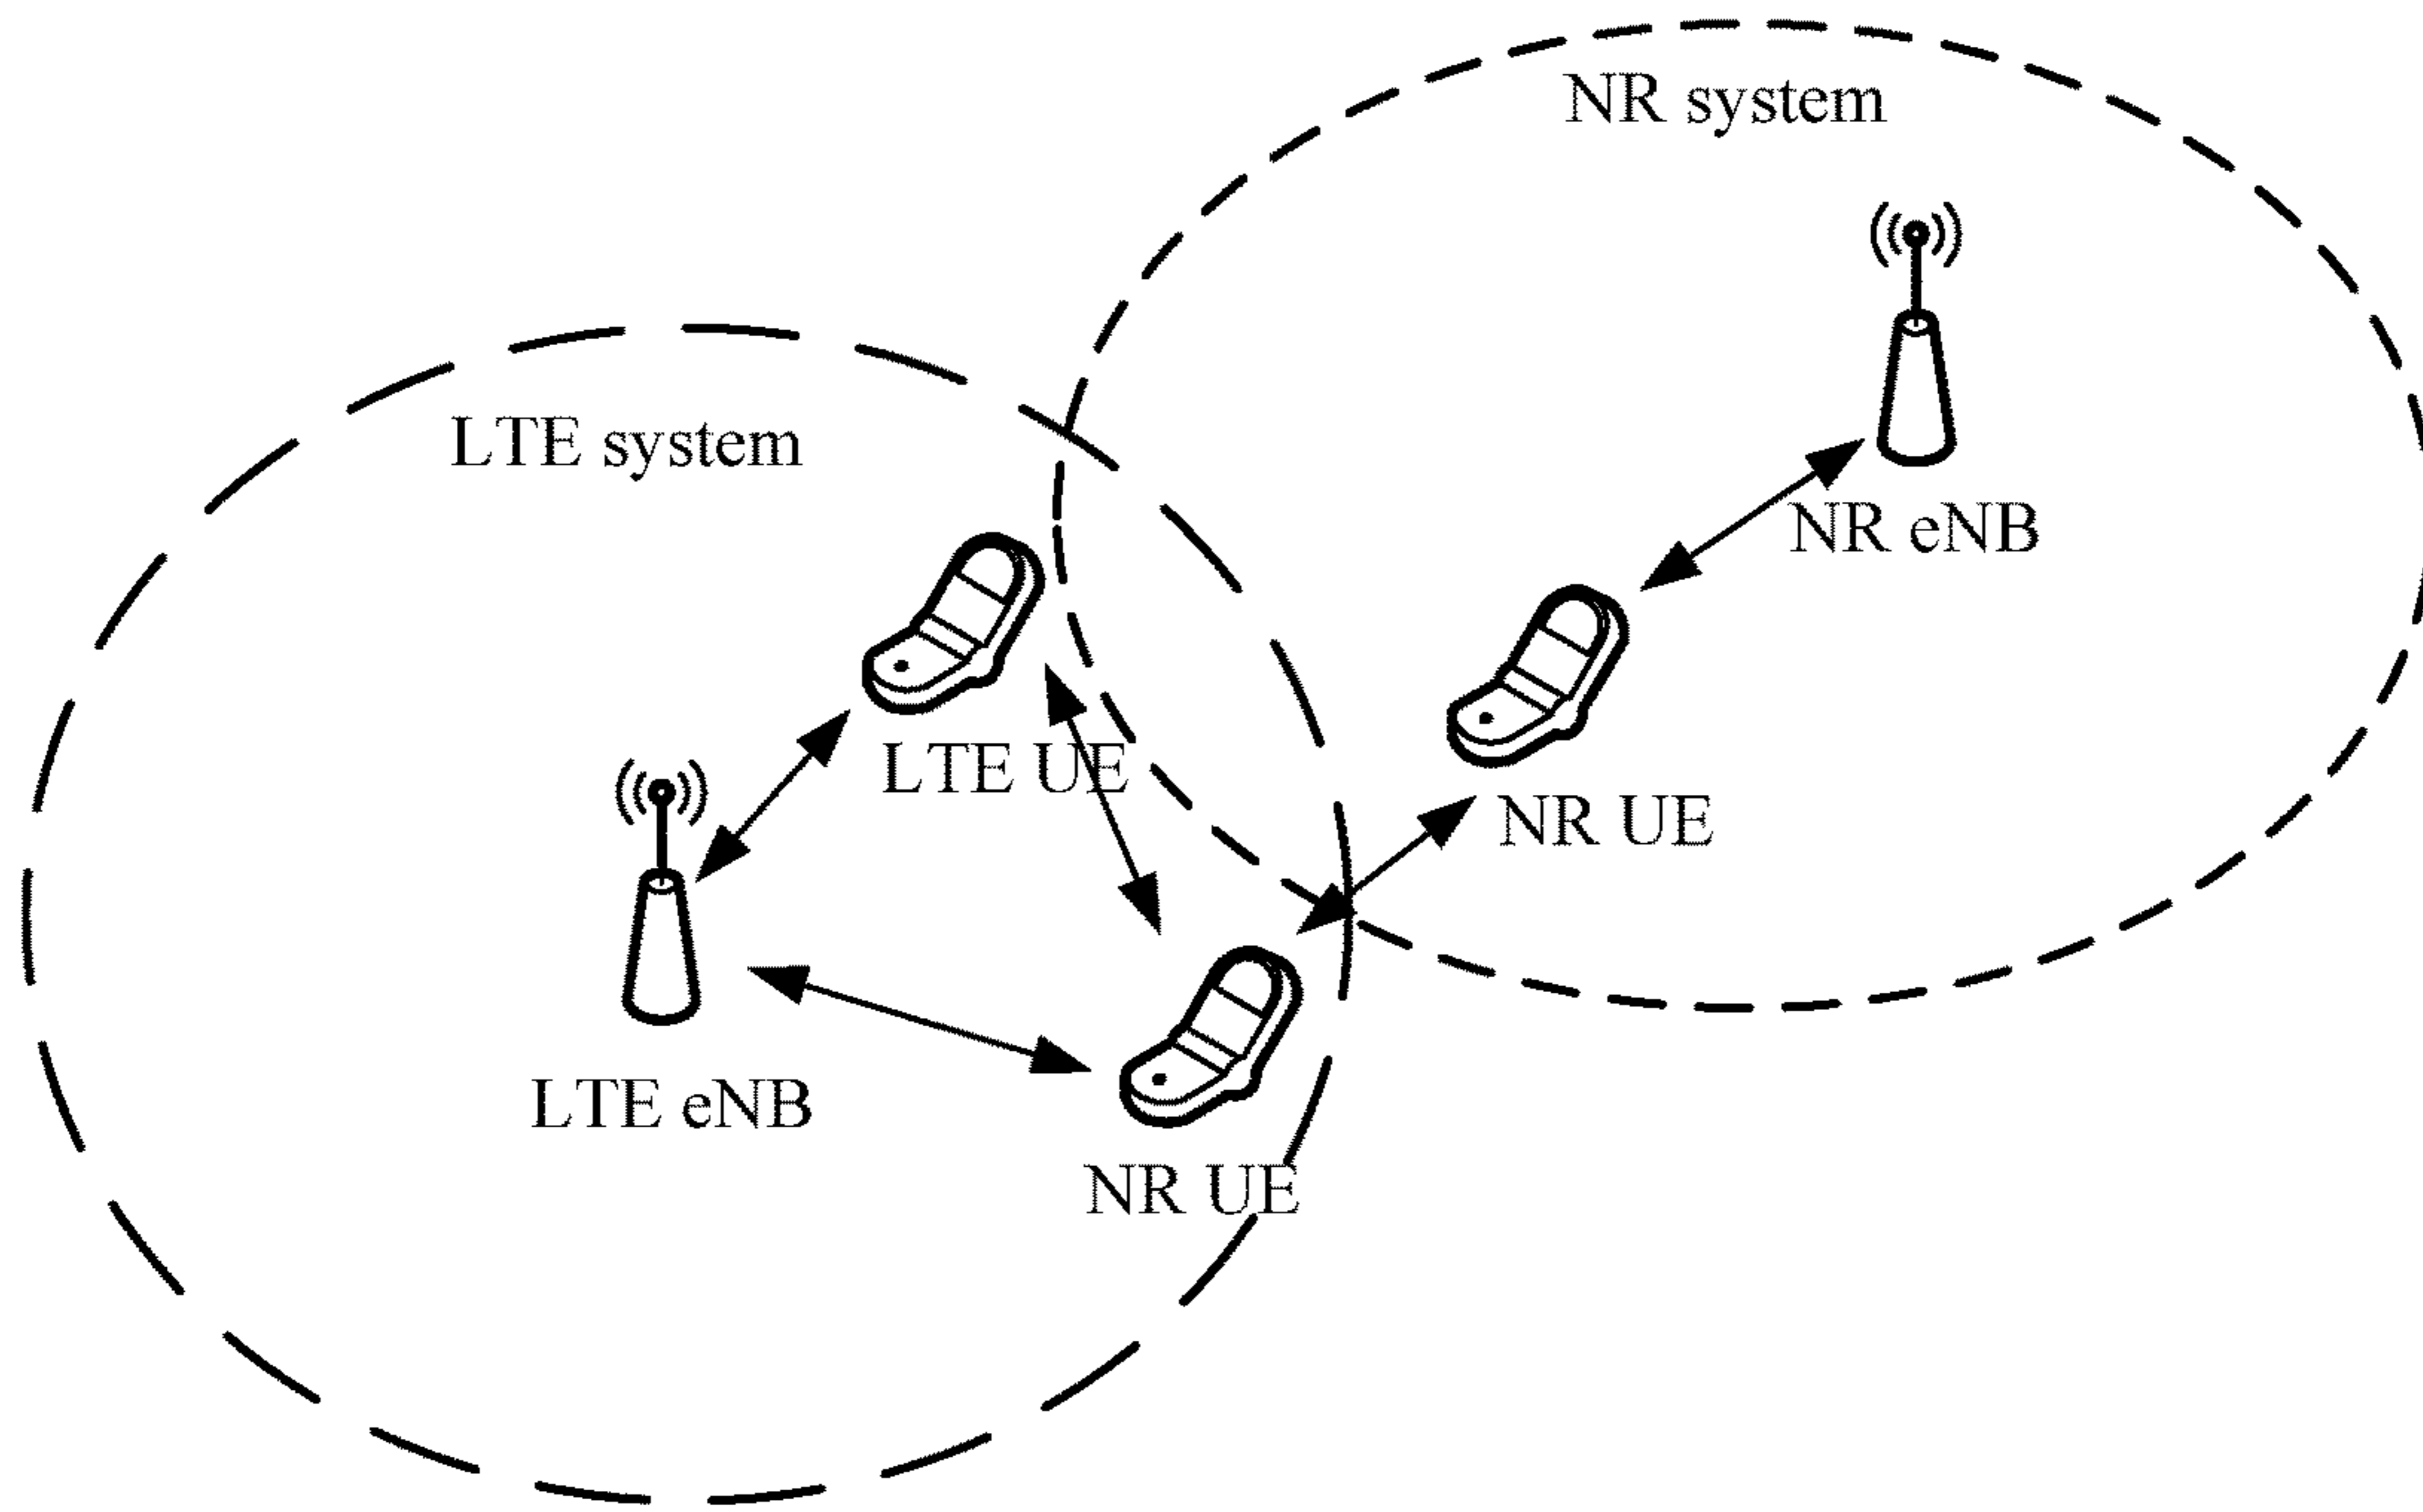 NR system
LTE system
NR eNB
LTE UE
NR UE
LTE eNB
NR UE